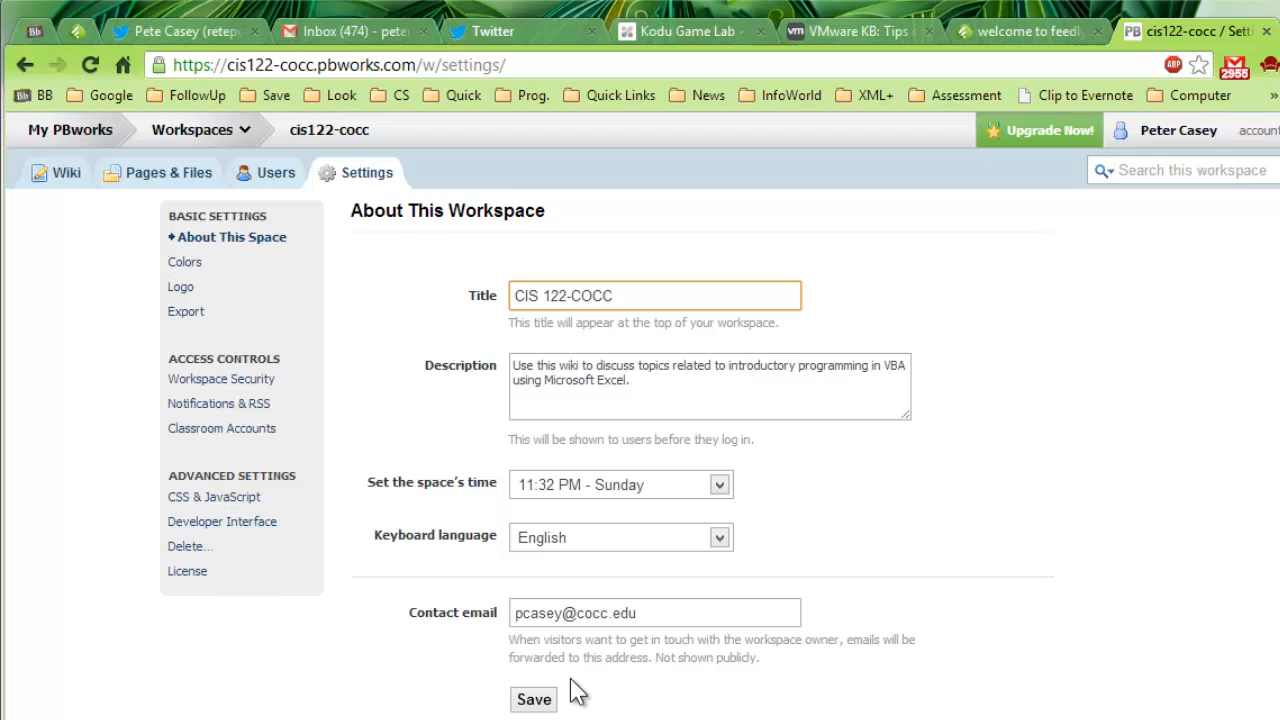 Bb
Pete Casey (retep
Inbox (474) - peter
Twitter
Kodu Game Lab -
vm VMware KB: Tips
welcome to feedly
PB cis122-cocc / Setti
https://cis122-cocc.pbworks.com/w/settings/
ABP
2955
Bb BB Google FollowUp Save Look CS Quick Prog. Quick Links News InfoWorld XML+ Assessment Clip to Evernote Computer »
My PBworks Workspaces cis122-cocc Upgrade Now! Peter Casey account
Wiki Pages & Files Users Settings Search this workspace
BASIC SETTINGS
About This Space
Colors
Logo
Export
ACCESS CONTROLS
Workspace Security
Notifications & RSS
Classroom Accounts
ADVANCED SETTINGS
CSS & JavaScript
Developer Interface
Delete...
License
About This Workspace
Title CIS 122-COCC
This title will appear at the top of your workspace.
Description Use this wiki to discuss topics related to introductory programming in VBA
using Microsoft Excel.
This will be shown to users before they log in.
Set the space's time 11:32 PM - Sunday
Keyboard language English
Contact email pcasey@cocc.edu
When visitors want to get in touch with the workspace owner, emails will be
forwarded to this address. Not shown publicly.
Save